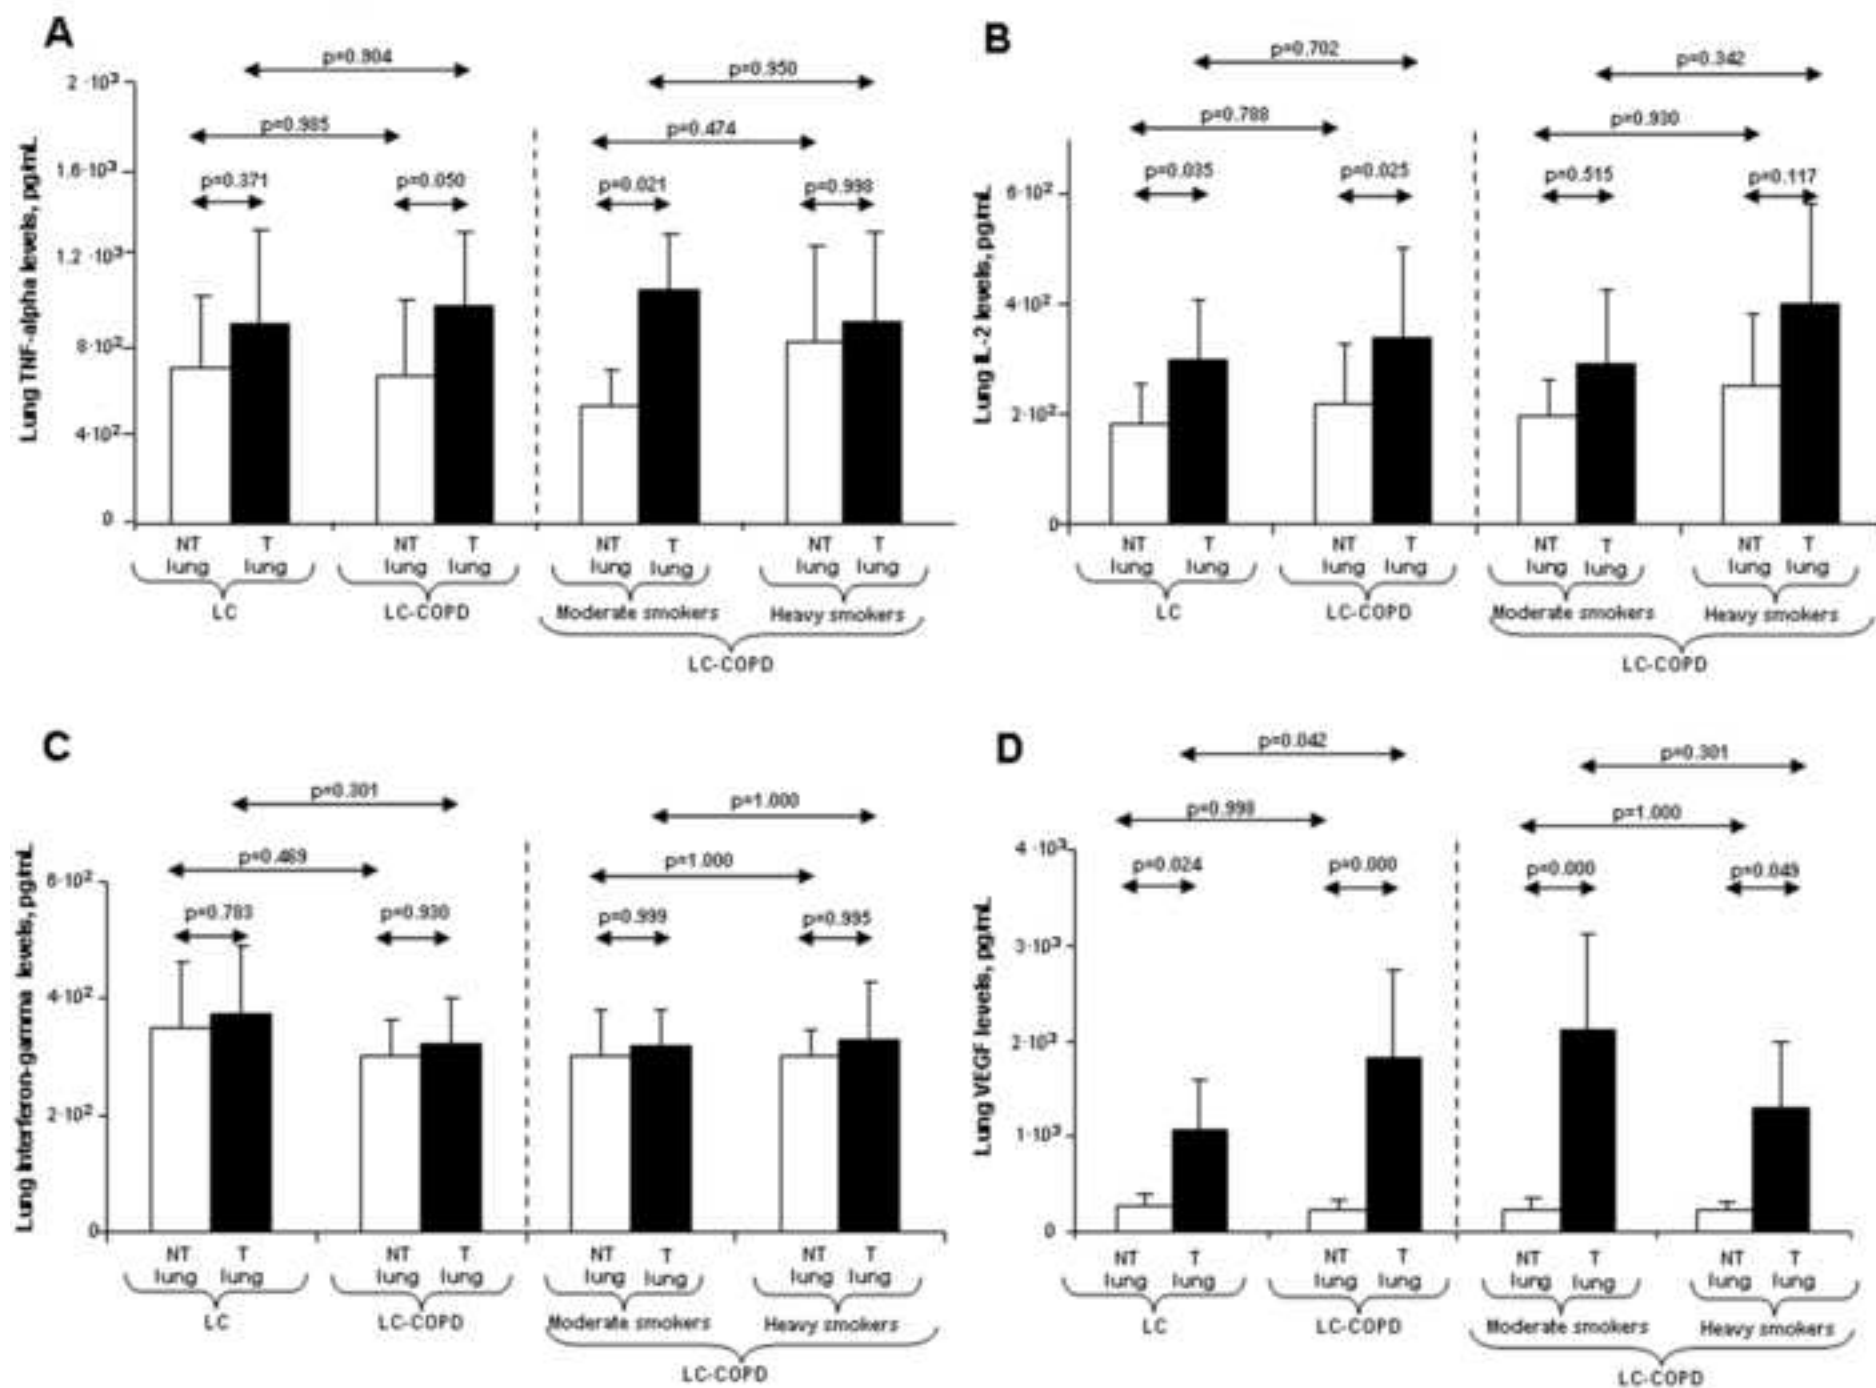 A
p=0.904
p=0.950
2·10³
p=0.985
p=0.474
1.6·10³
p=0.371
p=0.050
p=0.021
p=0.998
1.2·10³
8·10²
4·10²
0
Lung TNF-alpha levels, pg/mL
NT T NT T NT T NT T
lung lung lung lung lung lung lung lung
LC LC-COPD Moderate smokers Heavy smokers
LC-COPD
B
p=0.702
p=0.342
p=0.788
p=0.930
p=0.035
p=0.025
p=0.515
p=0.117
6·10²
4·10²
2·10²
0
Lung IL-2 levels, pg/mL
NT T NT T NT T NT T
lung lung lung lung lung lung lung lung
LC LC-COPD Moderate smokers Heavy smokers
LC-COPD
C
p=0.301
p=1.000
p=0.469
p=1.000
6·10²
p=0.783
p=0.930
p=0.999
p=0.995
4·10²
2·10²
0
Lung Interferon-gamma levels, pg/mL
NT T NT T NT T NT T
lung lung lung lung lung lung lung lung
LC LC-COPD Moderate smokers Heavy smokers
LC-COPD
D
p=0.042
p=0.301
p=0.998
p=1.000
4·10³
p=0.024
p=0.000
p=0.000
p=0.049
3·10³
2·10³
1·10³
0
Lung VEGF levels, pg/mL
NT T NT T NT T NT T
lung lung lung lung lung lung lung lung
LC LC-COPD Moderate smokers Heavy smokers
LC-COPD